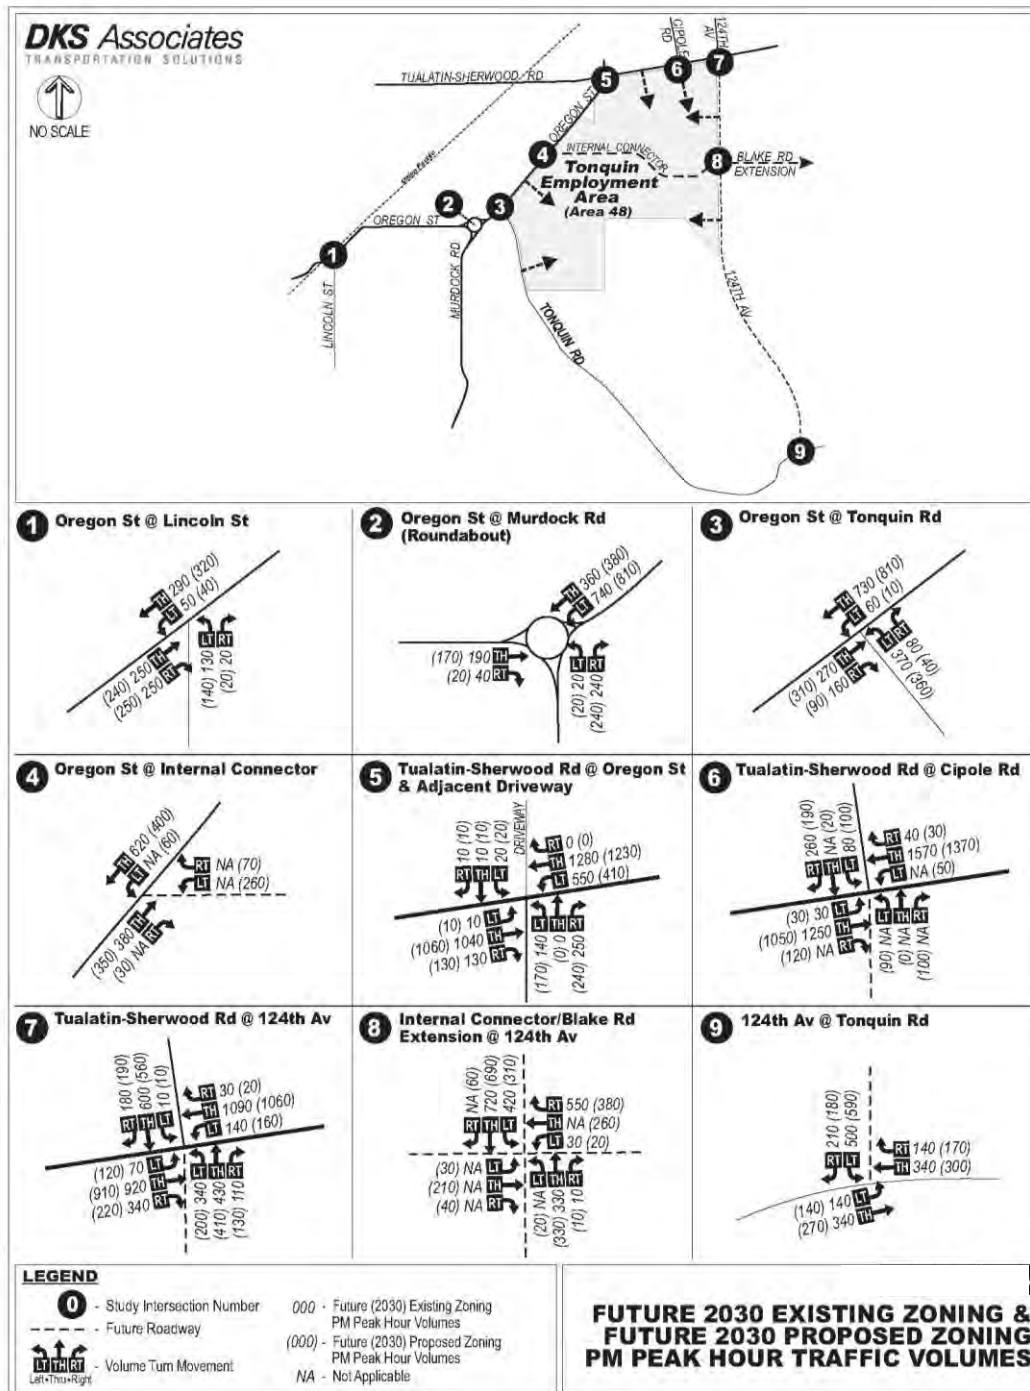 DKS Associates
TRANSPORTATION SOLUTIONS
NO SCALE
TUALATIN-SHERWOOD RD
CIPOLE
RD
124TH
AV
5
6
7
OREGON ST
Union Pacific
4
INTERNAL CONNECTOR
8
BLAKE RD
EXTENSION
Tonquin
Employment
Area
(Area 48)
2
3
OREGON ST
1
LINCOLN ST
MURDOCK RD
TONQUIN RD
124TH AV
9
1 Oregon St @ Lincoln St
TH 290 (320)
LT 50 (40)
(240) 250 TH
(250) 250 RT
LT RT
(140) 130
(20) 20
2 Oregon St @ Murdock Rd
(Roundabout)
TH 360 (380)
LT 740 (810)
(170) 190 TH
(20) 40 RT
LT RT
(20) 20
(240) 240
3 Oregon St @ Tonquin Rd
TH 730 (810)
LT 60 (10)
(310) 270 TH
(90) 160 RT
LT RT
80 (40)
370 (360)
4 Oregon St @ Internal Connector
TH 620 (400)
LT NA (60)
RT NA (70)
LT NA (260)
(350) 380 TH
(30) NA RT
5 Tualatin-Sherwood Rd @ Oregon St
& Adjacent Driveway
10 (10)
10 (10)
20 (20)
RT TH LT
DRIVEWAY
RT 0 (0)
TH 1280 (1230)
LT 550 (410)
(10) 10 LT
(1060) 1040 TH
(130) 130 RT
LT TH RT
(170) 140
(0) 0
(240) 250
6 Tualatin-Sherwood Rd @ Cipole Rd
260 (190)
NA (20)
80 (100)
RT TH LT
RT 40 (30)
TH 1570 (1370)
LT NA (50)
(30) 30 LT
(1050) 1250 TH
(120) NA RT
LT TH RT
(90) NA
(0) NA
(100) NA
7 Tualatin-Sherwood Rd @ 124th Av
180 (190)
600 (560)
10 (10)
RT TH LT
RT 30 (20)
TH 1090 (1060)
LT 140 (160)
(120) 70 LT
(910) 920 TH
(220) 340 RT
LT TH RT
(200) 340
(410) 430
(130) 110
8 Internal Connector/Blake Rd
Extension @ 124th Av
NA (60)
720 (690)
420 (310)
RT TH LT
RT 550 (380)
TH NA (260)
LT 30 (20)
(30) NA LT
(210) NA TH
(40) NA RT
LT TH RT
(20) NA
(330) 330
(10) 10
9 124th Av @ Tonquin Rd
210 (180)
500 (590)
RT LT
RT 140 (170)
TH 340 (300)
(140) 140 LT
(270) 340 TH
LEGEND
0 - Study Intersection Number
- Future Roadway
LT TH RT - Volume Turn Movement
Left•Thru•Right
000 - Future (2030) Existing Zoning
PM Peak Hour Volumes
(000) - Future (2030) Proposed Zoning
PM Peak Hour Volumes
NA - Not Applicable
FUTURE 2030 EXISTING ZONING &
FUTURE 2030 PROPOSED ZONING
PM PEAK HOUR TRAFFIC VOLUMES